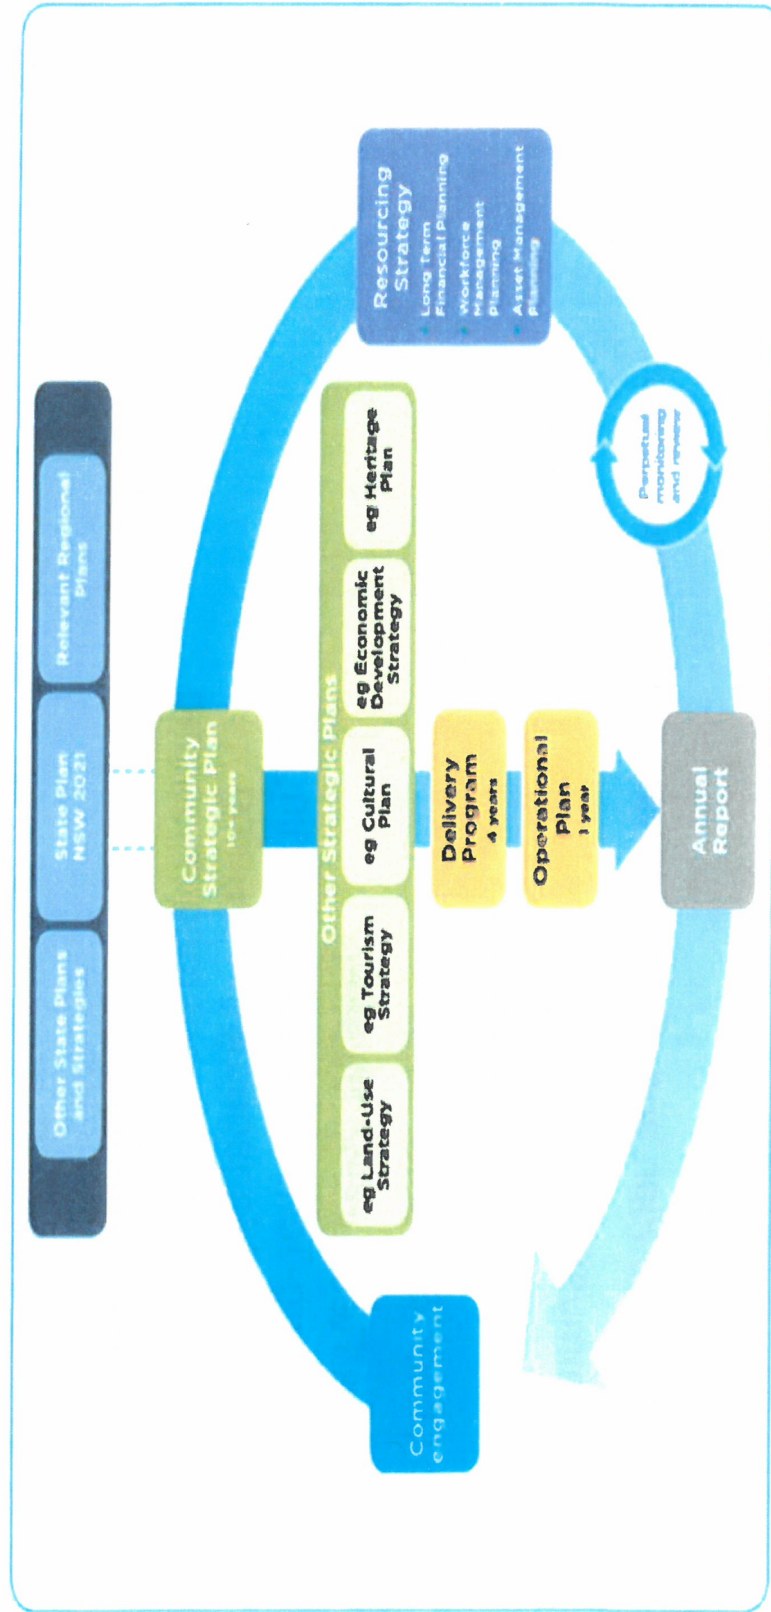 Other State Plans
and Strategies
State Plan
NSW 2021
Relevant Regional
Plans
Community
Strategic Plan
10+ years
Community
engagement
Resourcing
Strategy
Long Term
Financial Planning
Workforce
Management
Planning
Asset Management
Planning
Other Strategic Plans
eg Land-Use
Strategy
eg Tourism
Strategy
eg Cultural
Plan
eg Economic
Development
Strategy
eg Heritage
Plan
Delivery
Program
4 years
Operational
Plan
1 year
Perpetual
monitoring
and review
Annual
Report